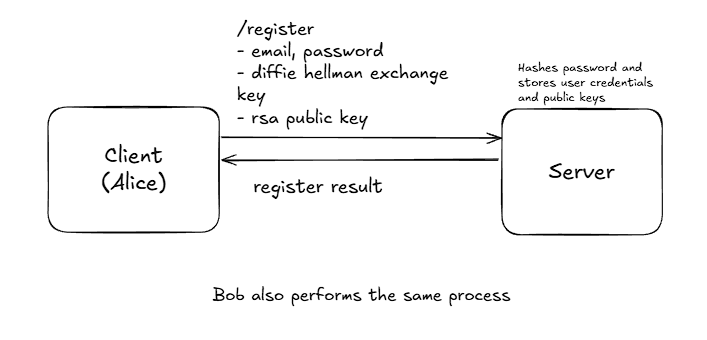 /register
- email, password
- diffie hellman exchange
key
- rsa public key
Hashes password and
stores user credentials
and public keys
Client
(Alice)
Server
register result
Bob also performs the same process